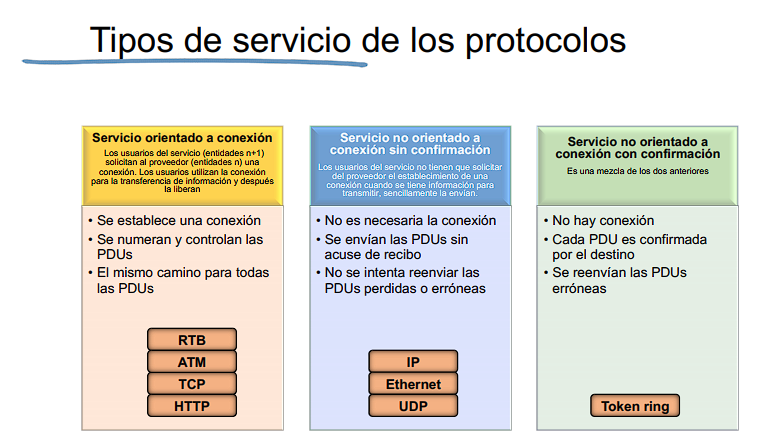 Tipos de servicio de los protocolos
Servicio orientado a conexión
Los usuarios del servicio (entidades n+1)
solicitan al proveedor (entidades n) una
conexión. Los usuarios utilizan la conexión
para la transferencia de información y después
la liberan
• Se establece una conexión
• Se numeran y controlan las
PDUs
• El mismo camino para todas
las PDUs
RTB
ATM
TCP
HTTP
Servicio no orientado a
conexión sin confirmación
Los usuarios del servicio no tienen que solicitar
del proveedor el establecimiento de una
conexión cuando se tiene información para
transmitir, sencillamente la envían.
• No es necesaria la conexión
• Se envían las PDUs sin
acuse de recibo
• No se intenta reenviar las
PDUs perdidas o erróneas
IP
Ethernet
UDP
Servicio no orientado a
conexión con confirmación
Es una mezcla de los dos anteriores
• No hay conexión
• Cada PDU es confirmada
por el destino
• Se reenvían las PDUs
erróneas
Token ring